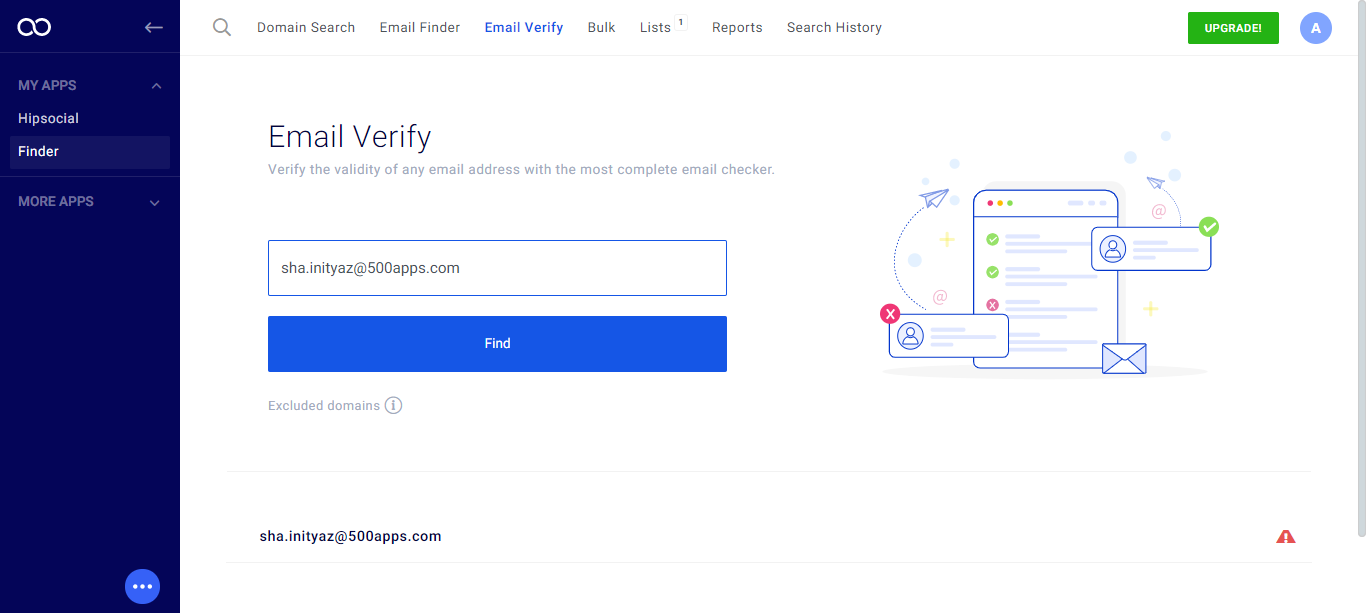 Domain Search Email Finder Email Verify Bulk Lists 1 Reports Search History UPGRADE! A
MY APPS
Hipsocial
Finder
MORE APPS
Email Verify
Verify the validity of any email address with the most complete email checker.
sha.inityaz@500apps.com
Find
Excluded domains i
sha.inityaz@500apps.com
@
@
X
X